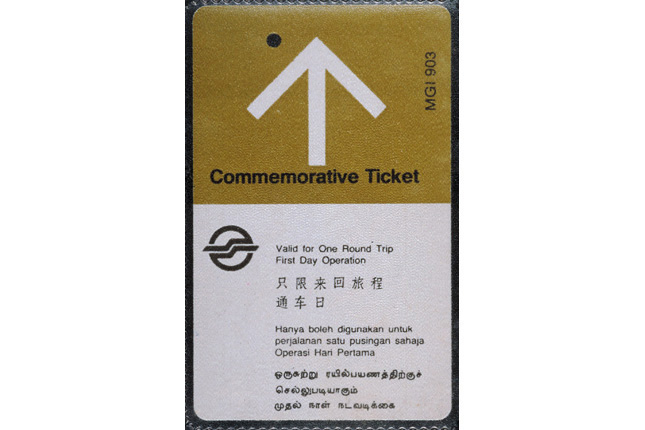 MGI 903
Commemorative Ticket
Valid for One Round Trip
First Day Operation
只限来回旅程
通车日
Hanya boleh digunakan untuk
perjalanan satu pusingan sahaja
Operasi Hari Pertama
ஒருசுற்று ரயில்பயணத்திற்குச்
செல்லுபடியாகும்
முதல் நாள் நடவடிக்கை